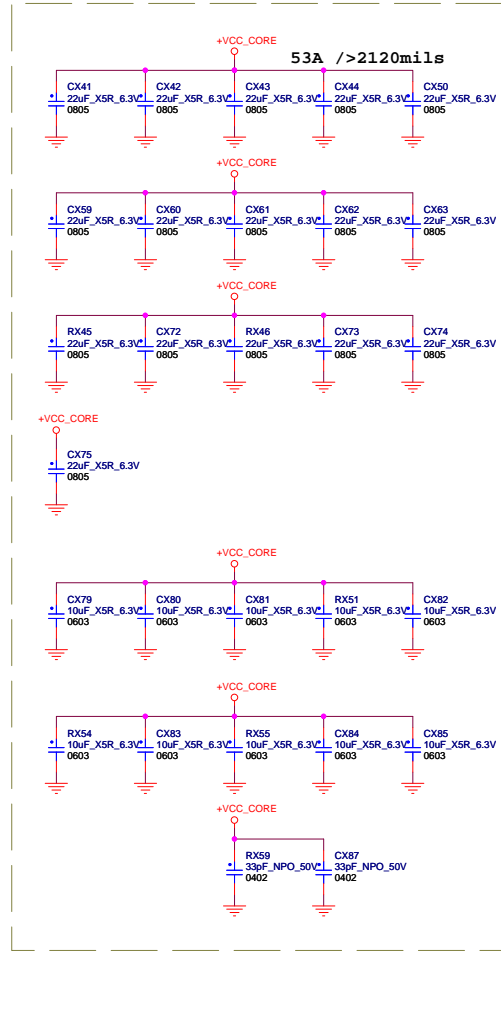 +VCC_CORE
53A />2120mils
CX41 CX42 CX43 CX44 CX50
22uF_X5R_6.3V 22uF_X5R_6.3V 22uF_X5R_6.3V 22uF_X5R_6.3V 22uF_X5R_6.3V
0805 0805 0805 0805 0805
+VCC_CORE
CX59 CX60 CX61 CX62 CX63
22uF_X5R_6.3V 22uF_X5R_6.3V 22uF_X5R_6.3V 22uF_X5R_6.3V 22uF_X5R_6.3V
0805 0805 0805 0805 0805
+VCC_CORE
RX45 CX72 RX46 CX73 CX74
22uF_X5R_6.3V 22uF_X5R_6.3V 22uF_X5R_6.3V 22uF_X5R_6.3V 22uF_X5R_6.3V
0805 0805 0805 0805 0805
+VCC_CORE
CX75
22uF_X5R_6.3V
0805
+VCC_CORE
CX79 CX80 CX81 RX51 CX82
10uF_X5R_6.3V 10uF_X5R_6.3V 10uF_X5R_6.3V 10uF_X5R_6.3V 10uF_X5R_6.3V
0603 0603 0603 0603 0603
+VCC_CORE
RX54 CX83 RX55 CX84 CX85
10uF_X5R_6.3V 10uF_X5R_6.3V 10uF_X5R_6.3V 10uF_X5R_6.3V 10uF_X5R_6.3V
0603 0603 0603 0603 0603
+VCC_CORE
RX59 CX87
33pF_NPO_50V 33pF_NPO_50V
0402 0402